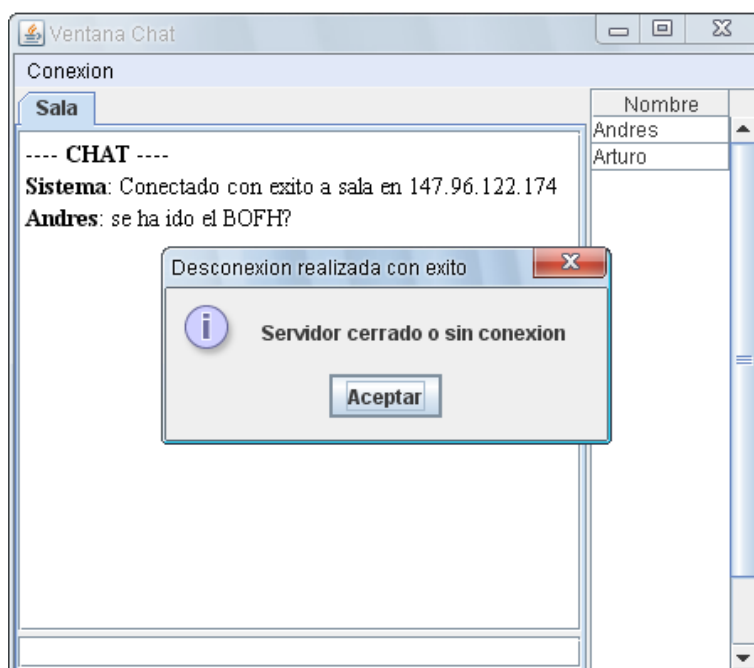 Ventana Chat
Conexion
Sala
Nombre
Andres
Arturo
---- CHAT ----
Sistema: Conectado con exito a sala en 147.96.122.174
Andres: se ha ido el BOFH?
Desconexion realizada con exito
Servidor cerrado o sin conexion
Aceptar